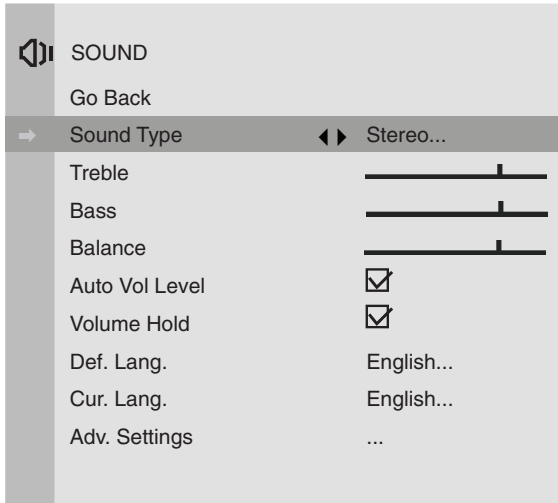 SOUND
Go Back
Sound Type Stereo...
Treble
Bass
Balance
Auto Vol Level
Volume Hold
Def. Lang. English...
Cur. Lang. English...
Adv. Settings ...